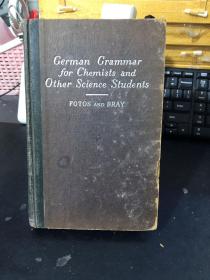 German Grammar
for Chemists and
Other Science Students
FOTOS AND BRAY